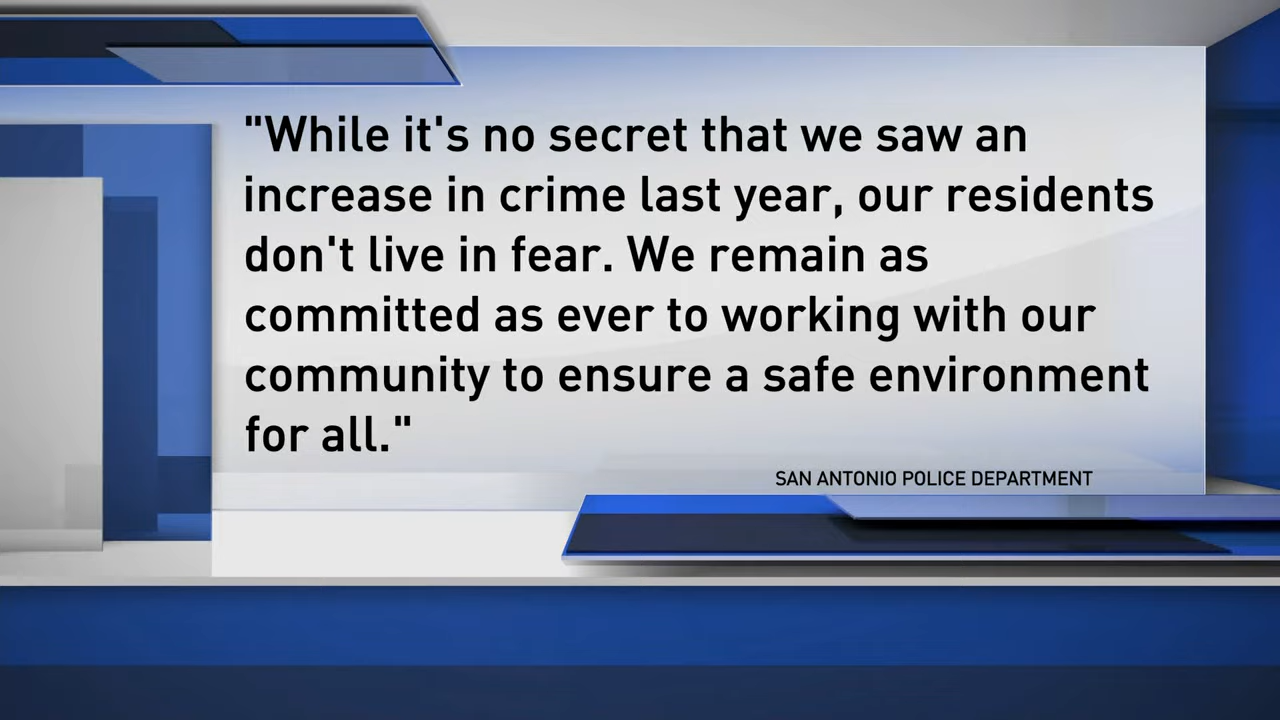 "While it's no secret that we saw an
increase in crime last year, our residents
don't live in fear. We remain as
committed as ever to working with our
community to ensure a safe environment
for all."
SAN ANTONIO POLICE DEPARTMENT